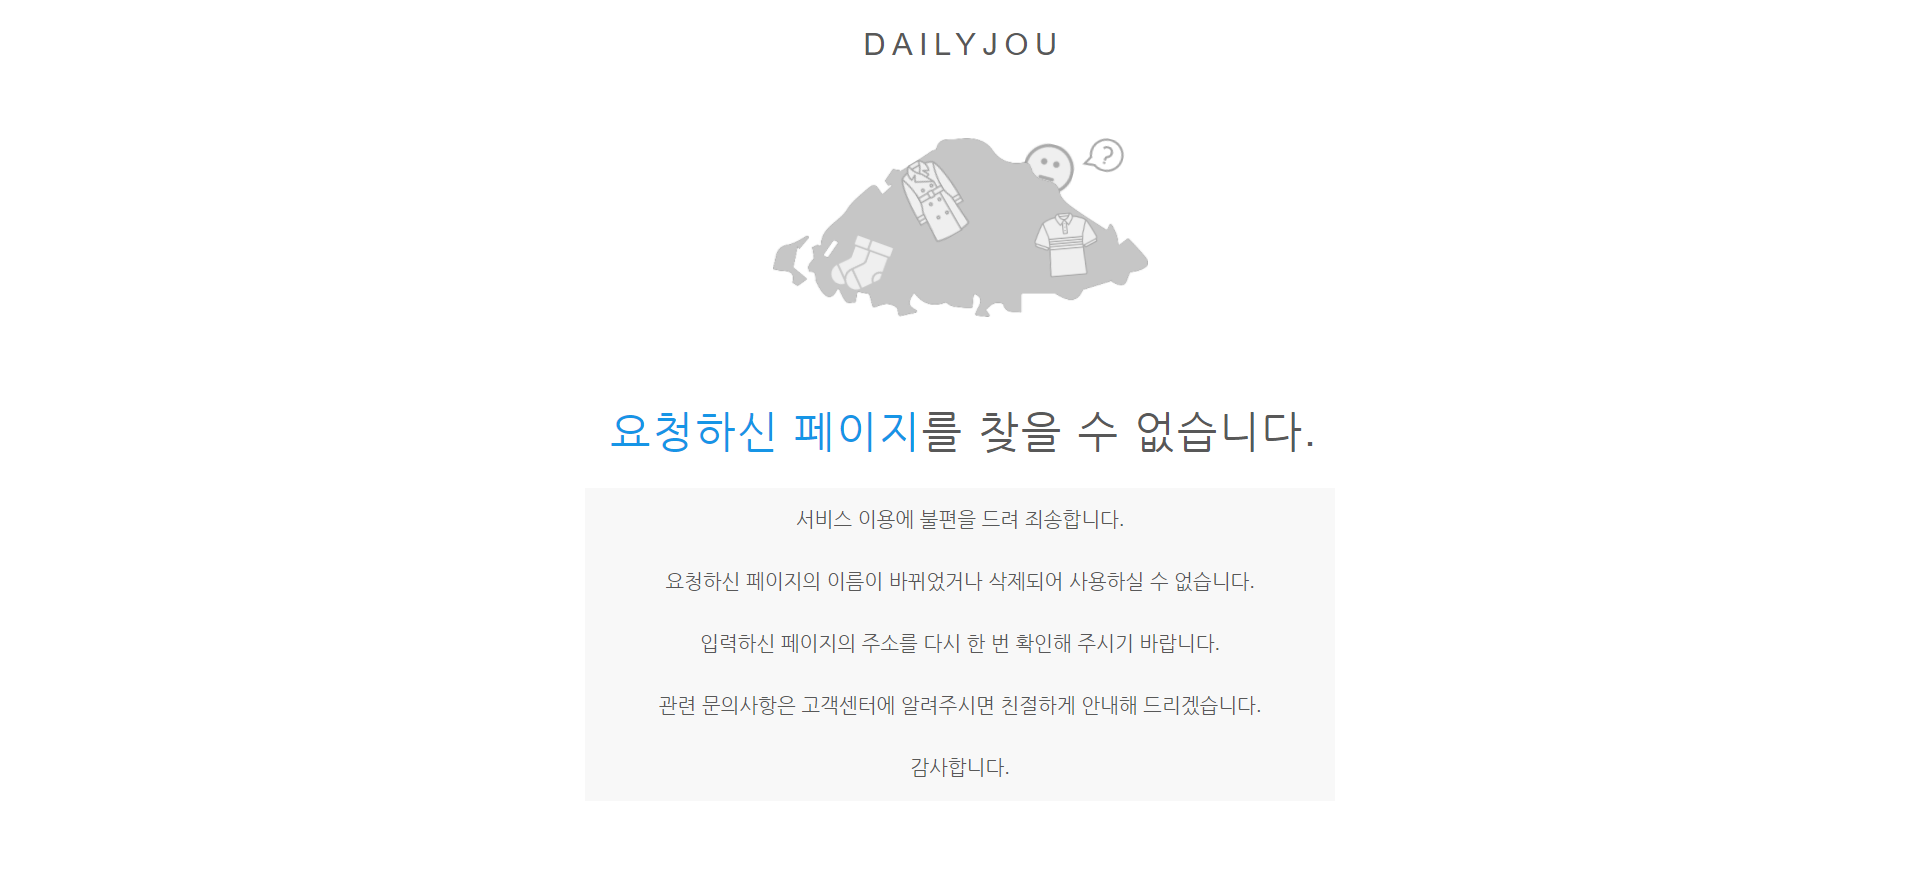 DAILYJOU
?
요청하신 페이지를 찾을 수 없습니다.
서비스 이용에 불편을 드려 죄송합니다.
요청하신 페이지의 이름이 바뀌었거나 삭제되어 사용하실 수 없습니다.
입력하신 페이지의 주소를 다시 한 번 확인해 주시기 바랍니다.
관련 문의사항은 고객센터에 알려주시면 친절하게 안내해 드리겠습니다.
감사합니다.